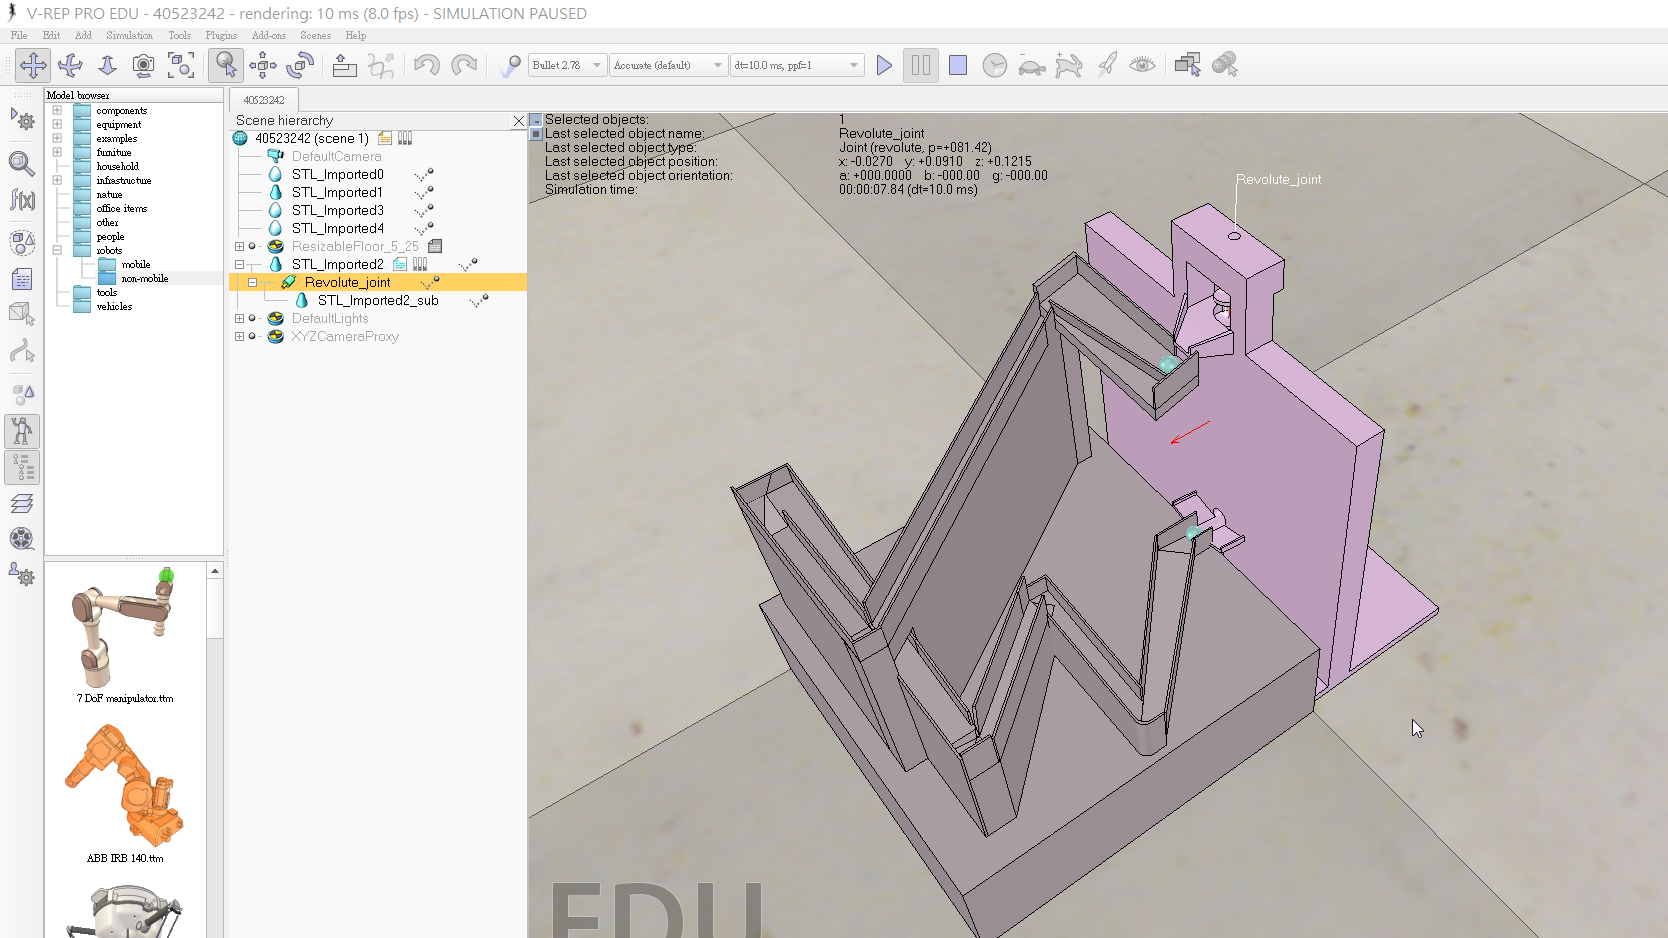 V-REP PRO EDU - 40523242 - rendering: 10 ms (8.0 fps) - SIMULATION PAUSED
File Edit Add Simulation Tools Plugins Add-ons Scenes Help
Bullet 2.78 Accurate (default) dt=10.0 ms, ppf=1
Model browser
components
equipment
examples
furniture
household
infrastructure
nature
office items
other
people
robots
mobile
non-mobile
tools
vehicles
7 DoF manipulator.ttm
ABB IRB 140.ttm
40523242
Scene hierarchy
40523242 (scene 1)
DefaultCamera
STL_Imported0
STL_Imported1
STL_Imported3
STL_Imported4
ResizableFloor_5_25
STL_Imported2
Revolute_joint
STL_Imported2_sub
DefaultLights
XYZCameraProxy
Selected objects: 1
Last selected object name: Revolute_joint
Last selected object type: Joint (revolute, p=+081.42)
Last selected object position: x: -0.0270 y: +0.0910 z: +0.1215
Last selected object orientation: a: +000.0000 b: -000.00 g: -000.00
Simulation time: 00:00:07.84 (dt=10.0 ms)
Revolute_joint
EDU
f(x)